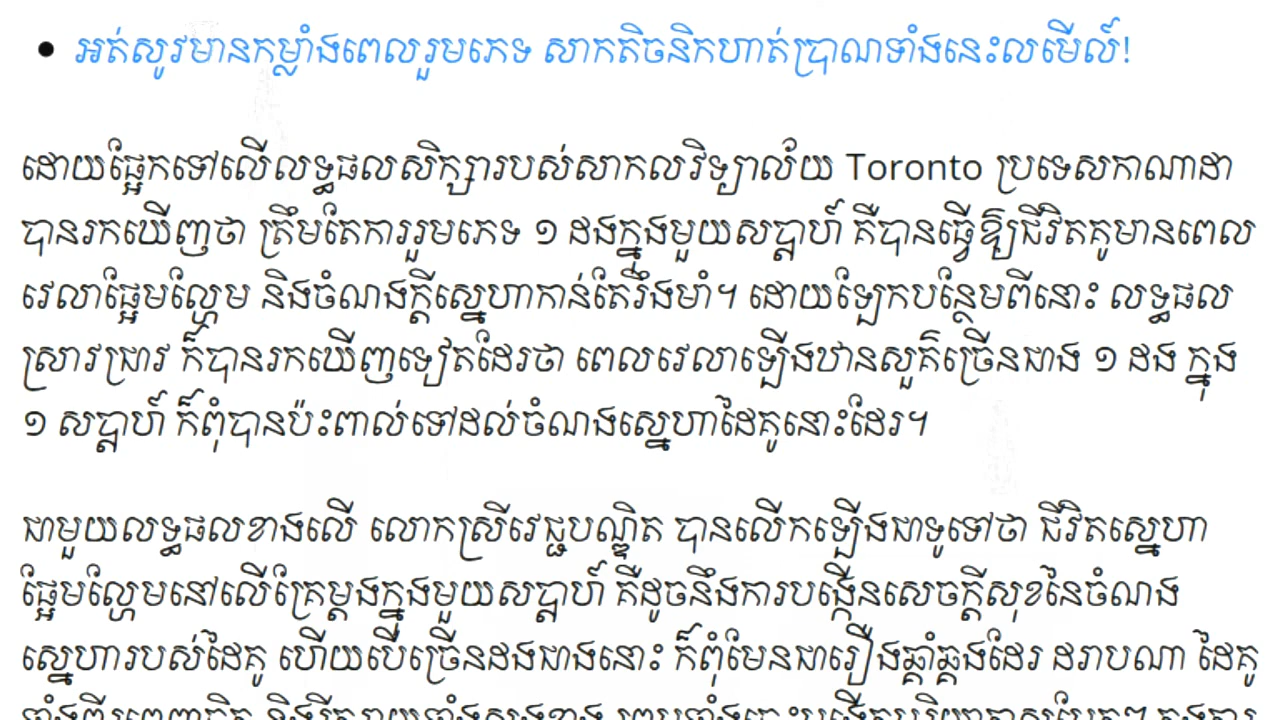 • អត់សូវមានកម្លាំងពេលរួមភេទ សាកតិចនិកហាត់ប្រាណទាំងនេះលមើល៍!
ដោយផ្អែកទៅលើលទ្ធផលសិក្សារបស់សាកលវិទ្យាល័យ Toronto ប្រទេសកាណាដា
បានរកឃើញថា ត្រឹមតែការរួមភេទ ១ ដងក្នុងមួយសប្ដាហ៍ គឺបានធ្វើឱ្យជីវិតគូមានពេល
វេលាផ្អែមល្ហែម និងចំណងក្ដីស្នេហាកាន់តែរឹងមាំ។ ដោយឡែកបន្ថែមពីនោះ លទ្ធផល
ស្រាវជ្រាវ ក៏បានរកឃើញទៀតដែរថា ពេលវេលាឡើងឋានសួគ៌ច្រើនជាង ១ ដង ក្នុង
១ សប្ដាហ៍ ក៏ពុំបានប៉ះពាល់ទៅដល់ចំណងស្នេហាដៃគូនោះដែរ។
ជាមួយលទ្ធផលខាងលើ លោកស្រីវេជ្ជបណ្ឌិត បានលើកឡើងជាទូទៅថា ជីវិតស្នេហា
ផ្អែមល្ហែមនៅលើគ្រែម្ដងក្នុងមួយសប្ដាហ៍ គឺដូចនឹងការបង្កើនសេចក្ដីសុខនៃចំណង
ស្នេហារបស់ដៃគូ ហើយបើច្រើនដងជាងនោះ ក៏ពុំមែនជារឿងឆ្គាំឆ្គងដែរ ដរាបណា ដៃគូ